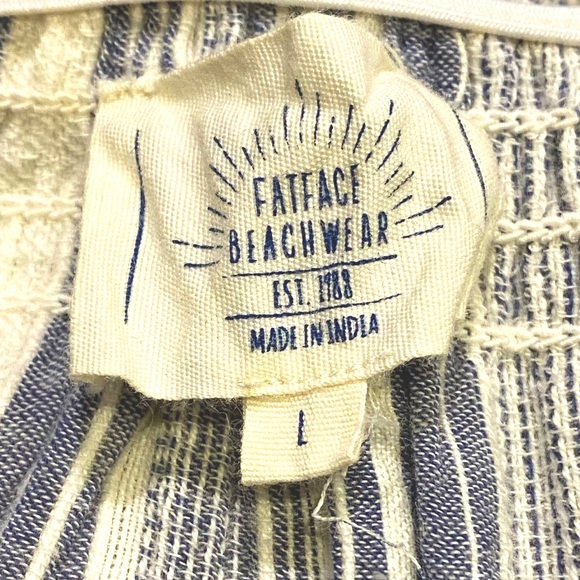 FATFACE
BEACHWEAR
EST. 1988
MADE IN INDIA
L